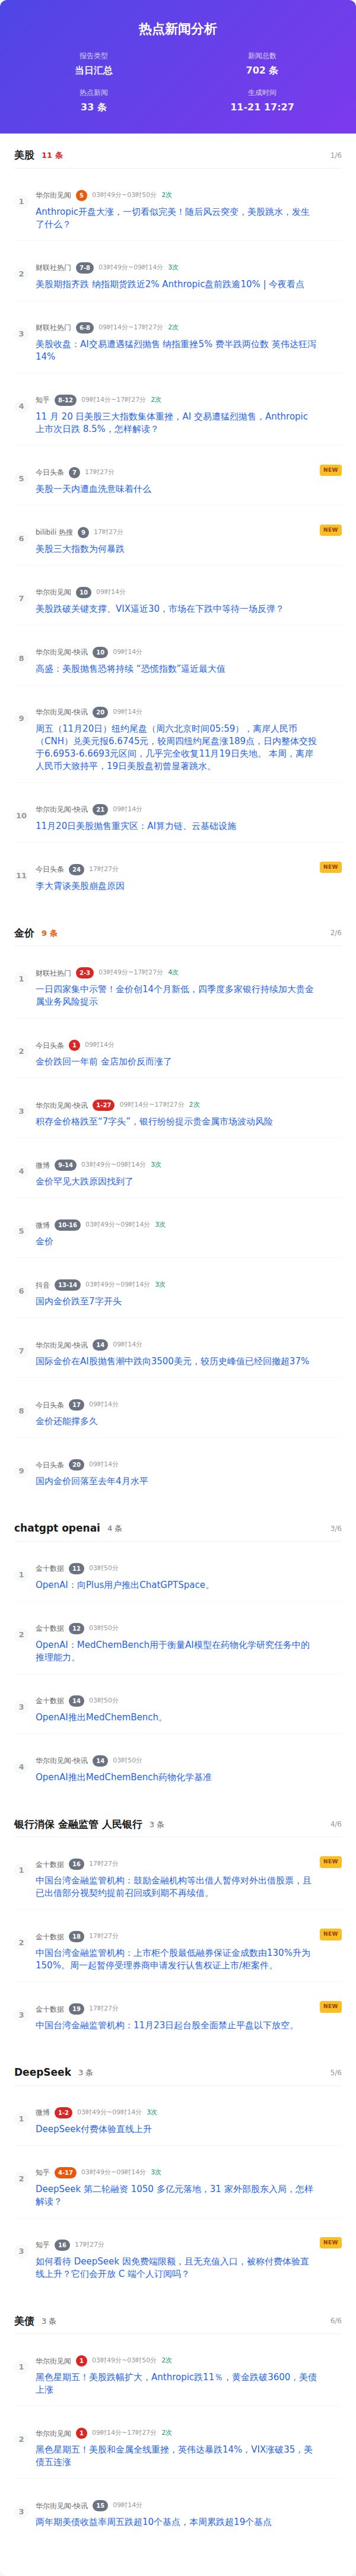 热点新闻分析
报告类型
新闻总数
当日汇总
702 条
热点新闻
生成时间
33 条
11-21 17:27
美股 11 条 1/6
1
华尔街见闻 5 03时49分~03时50分 2次
Anthropic开盘大涨，一切看似完美！随后风云突变，美股跳水，发生
了什么？
2
财联社热门 7-8 03时49分~09时14分 3次
美股期指齐跌 纳指期货跌近2% Anthropic盘前跌逾10% | 今夜看点
3
财联社热门 6-8 09时14分~17时27分 2次
美股收盘：AI交易遭遇猛烈抛售 纳指重挫5% 费半跌两位数 英伟达狂泻
14%
4
知乎 8-12 09时14分~17时27分 2次
11 月 20 日美股三大指数集体重挫，AI 交易遭猛烈抛售，Anthropic
上市次日跌 8.5%，怎样解读？
5
今日头条 7 17时27分 NEW
美股一天内遭血洗意味着什么
6
bilibili 热搜 9 17时27分 NEW
美股三大指数为何暴跌
7
华尔街见闻 10 09时14分
美股跌破关键支撑、VIX逼近30，市场在下跌中等待一场反弹？
8
华尔街见闻-快讯 10 09时14分
高盛：美股抛售恐将持续 “恐慌指数”逼近最大值
9
华尔街见闻-快讯 20 09时14分
周五（11月20日）纽约尾盘（周六北京时间05:59），离岸人民币
（CNH）兑美元报6.6745元，较周四纽约尾盘涨189点，日内整体交投
于6.6953-6.6693元区间，几乎完全收复11月19日失地。 本周，离岸
人民币大致持平，19日美股盘初曾显著跳水。
10
华尔街见闻-快讯 21 09时14分
11月20日美股抛售重灾区：AI算力链、云基础设施
11
今日头条 24 17时27分 NEW
李大霄谈美股崩盘原因
金价 9 条 2/6
1
财联社热门 2-3 03时49分~17时27分 4次
一日四家集中示警！金价创14个月新低，四季度多家银行持续加大贵金
属业务风险提示
2
今日头条 1 09时14分
金价跌回一年前 金店加价反而涨了
3
华尔街见闻-快讯 1-27 09时14分~17时27分 2次
积存金价格跌至“7字头”，银行纷纷提示贵金属市场波动风险
4
微博 9-14 03时49分~09时14分 3次
金价罕见大跌原因找到了
5
微博 10-16 03时49分~09时14分 3次
金价
6
抖音 13-14 03时49分~09时14分 3次
国内金价跌至7字开头
7
华尔街见闻-快讯 14 09时14分
国际金价在AI股抛售潮中跌向3500美元，较历史峰值已经回撤超37%
8
今日头条 17 09时14分
金价还能撑多久
9
今日头条 20 09时14分
国内金价回落至去年4月水平
chatgpt openai 4 条 3/6
1
金十数据 11 03时50分
OpenAI：向Plus用户推出ChatGPTSpace。
2
金十数据 12 03时50分
OpenAI：MedChemBench用于衡量AI模型在药物化学研究任务中的
推理能力。
3
金十数据 14 03时50分
OpenAI推出MedChemBench。
4
华尔街见闻-快讯 14 03时50分
OpenAI推出MedChemBench药物化学基准
银行消保 金融监管 人民银行 3 条 4/6
1
金十数据 16 17时27分 NEW
中国台湾金融监管机构：鼓励金融机构等出借人暂停对外出借股票，且
已出借部分视契约提前召回或到期不再续借。
2
金十数据 18 17时27分 NEW
中国台湾金融监管机构：上市柜个股最低融券保证金成数由130%升为
150%。周一起暂停受理券商申请发行认售权证上市/柜案件。
3
金十数据 19 17时27分 NEW
中国台湾金融监管机构：11月23日起台股全面禁止平盘以下放空。
DeepSeek 3 条 5/6
1
微博 1-2 03时49分~09时14分 3次
DeepSeek付费体验直线上升
2
知乎 4-17 03时49分~09时14分 3次
DeepSeek 第二轮融资 1050 多亿元落地，31 家外部股东入局，怎样
解读？
3
知乎 16 17时27分 NEW
如何看待 DeepSeek 因免费端限额，且无充值入口，被称付费体验直
线上升？它们会开放 C 端个人订阅吗？
美债 3 条 6/6
1
华尔街见闻 1 03时49分~03时50分 2次
黑色星期五！美股跌幅扩大，Anthropic跌11％，黄金跌破3600，美债
上涨
2
华尔街见闻 1 09时14分~17时27分 2次
黑色星期五！美股和金属全线重挫，英伟达暴跌14%，VIX涨破35，美
债五连涨
3
华尔街见闻-快讯 15 09时14分
两年期美债收益率周五跌超10个基点，本周累跌超19个基点